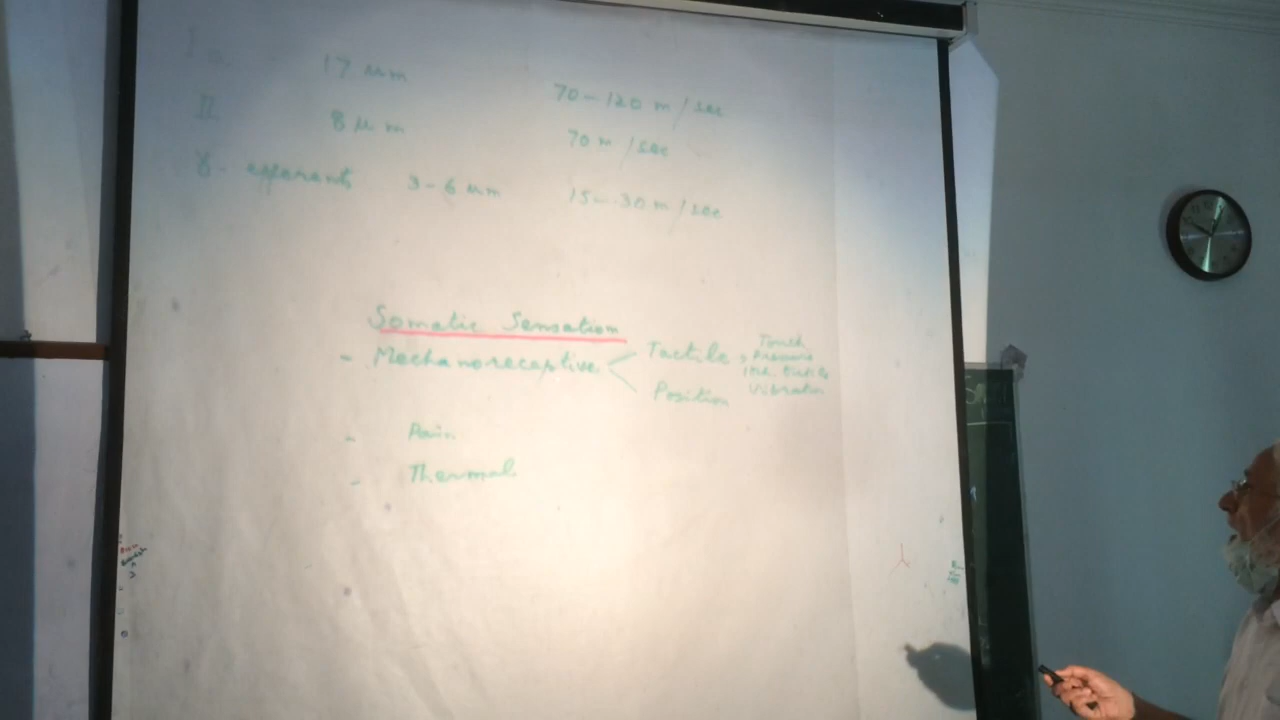 I 17 µm 70-120 m/sec
II 8 µm 70 m/sec
γ- efferents 3-6 µm 15-30 m/sec
Somatic Sensation
- Mechanoreceptive < Tactile Touch
Pressure
Vibration
Position
- Pain
- Thermal